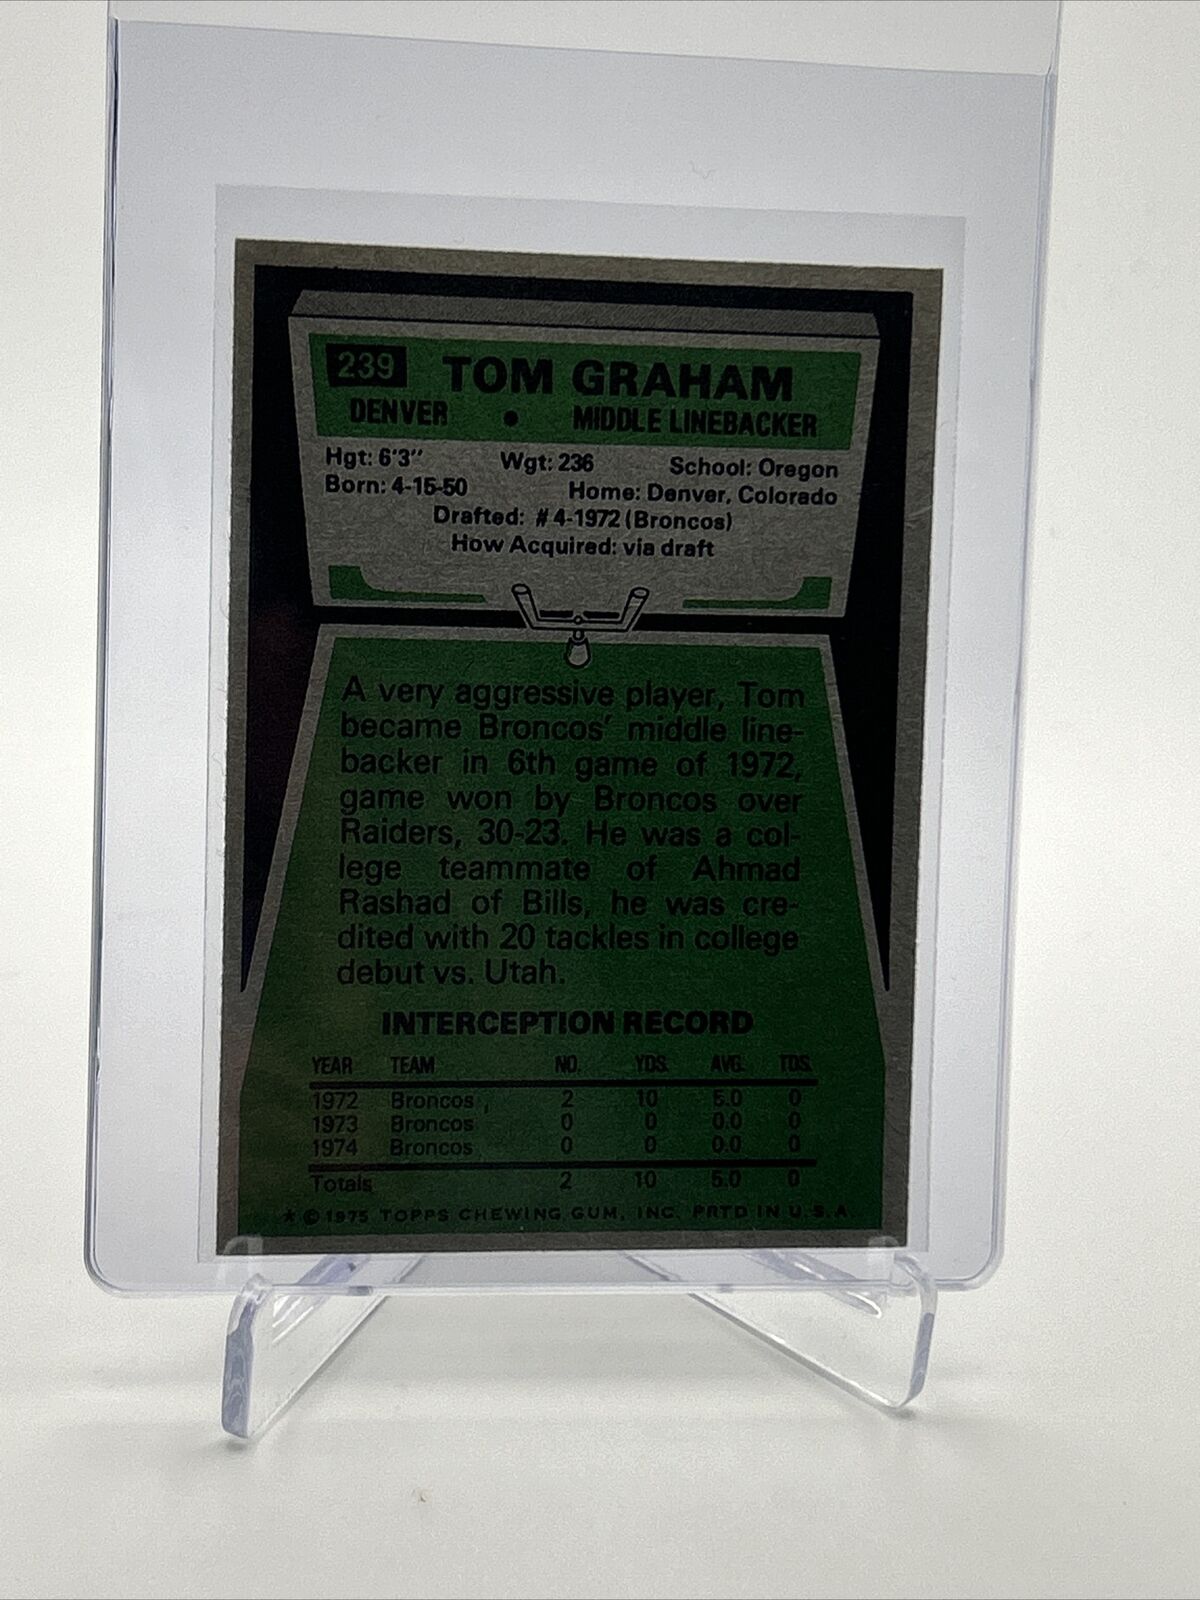 239 TOM GRAHAM
DENVER • MIDDLE LINEBACKER
Hgt: 6'3" Wgt: 236 School: Oregon
Born: 4-15-50 Home: Denver, Colorado
Drafted: #4-1972 (Broncos)
How Acquired: via draft
A very aggressive player, Tom
became Broncos' middle line-
backer in 6th game of 1972,
game won by Broncos over
Raiders, 30-23. He was a col-
lege teammate of Ahmad
Rashad of Bills, he was cre-
dited with 20 tackles in college
debut vs. Utah.
INTERCEPTION RECORD
YEAR TEAM NO. YDS. AVG. TDS.
1972 Broncos 2 10 5.0 0
1973 Broncos 0 0 0.0 0
1974 Broncos 0 0 0.0 0
Totals 2 10 5.0 0
* © 1975 TOPPS CHEWING GUM, INC. PRTD IN U.S.A.